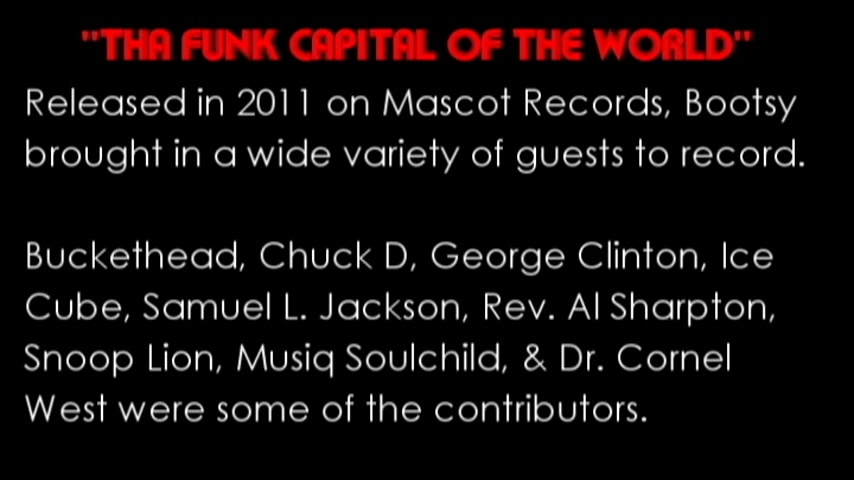 "THA FUNK CAPITAL OF THE WORLD"
Released in 2011 on Mascot Records, Bootsy
brought in a wide variety of guests to record.
Buckethead, Chuck D, George Clinton, Ice
Cube, Samuel L. Jackson, Rev. Al Sharpton,
Snoop Lion, Musiq Soulchild, & Dr. Cornel
West were some of the contributors.